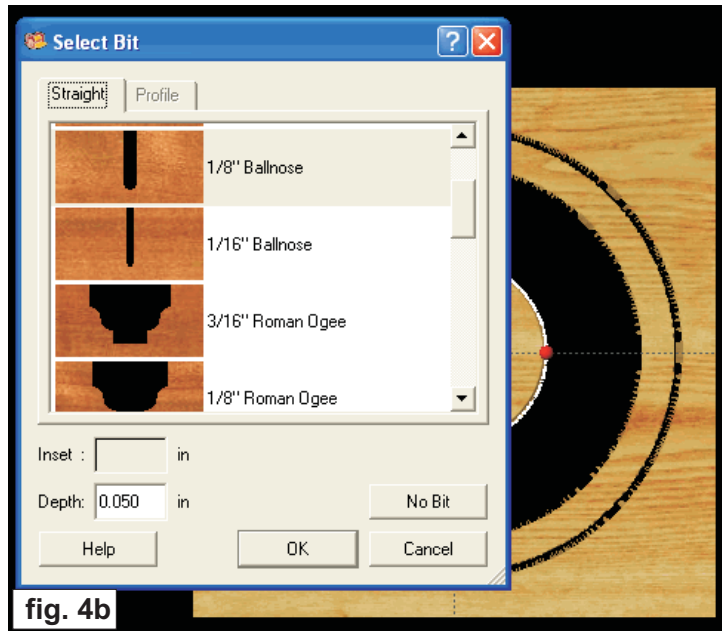 Select Bit
Straight Profile
1/8" Ballnose
1/16" Ballnose
3/16" Roman Ogee
1/8" Roman Ogee
Inset : in
Depth: 0.050 in
No Bit
Help OK Cancel
fig. 4b